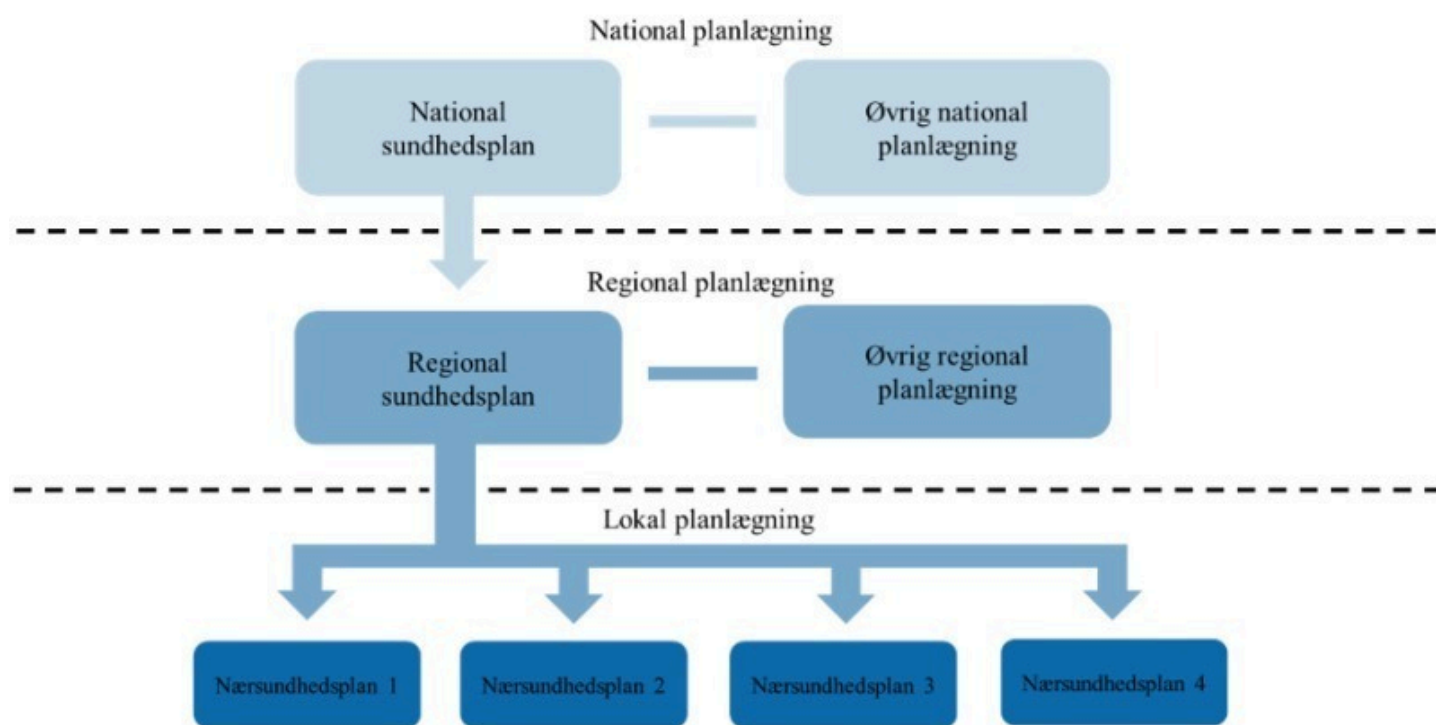 National planlægning
National
sundhedsplan
Øvrig national
planlægning
Regional planlægning
Regional
sundhedsplan
Øvrig regional
planlægning
Lokal planlægning
Nærsundhedsplan 1
Nærsundhedsplan 2
Nærsundhedsplan 3
Nærsundhedsplan 4